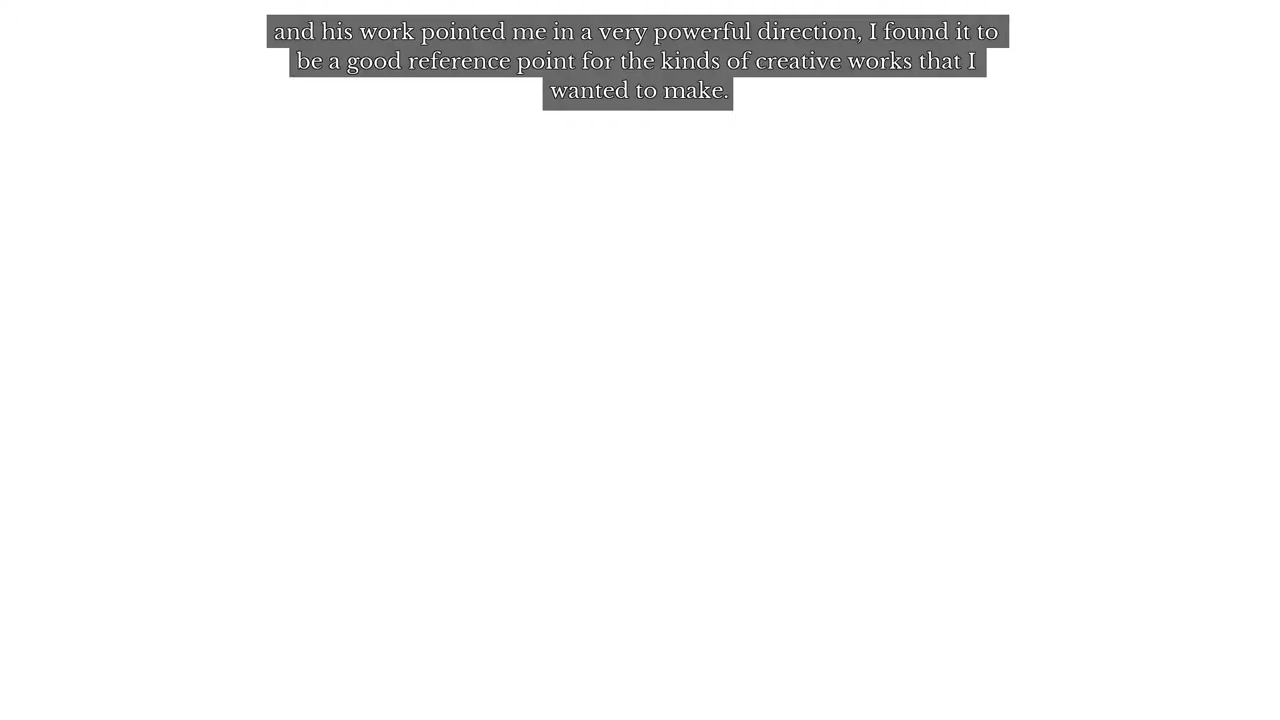 and his work pointed me in a very powerful direction, I found it to
be a good reference point for the kinds of creative works that I
wanted to make.